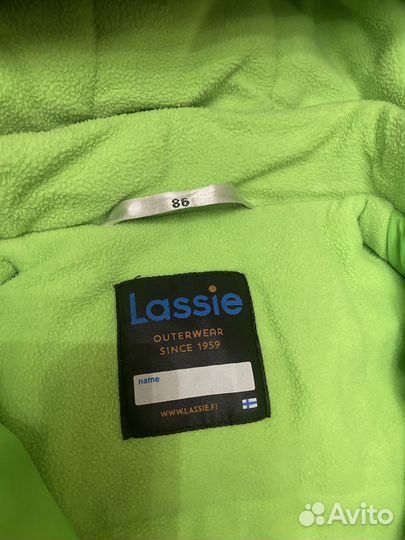 86
Lassie
OUTERWEAR
SINCE 1959
name
WWW.LASSIE.FI
Avito